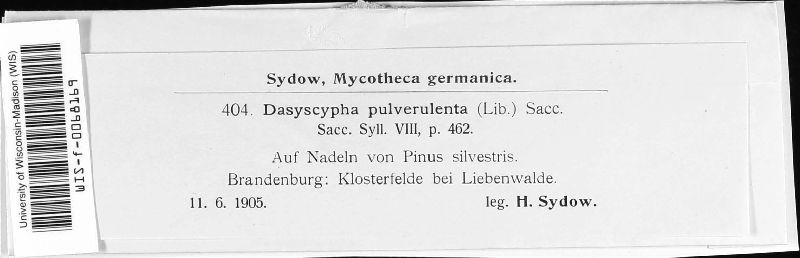 University of Wisconsin-Madison (WIS)
WIS-f-0068169
Sydow, Mycotheca germanica.
404. Dasyscypha pulverulenta (Lib.) Sacc.
Sacc. Syll. VIII, p. 462.
Auf Nadeln von Pinus silvestris.
Brandenburg: Klosterfelde bei Liebenwalde.
11. 6. 1905. leg. H. Sydow.